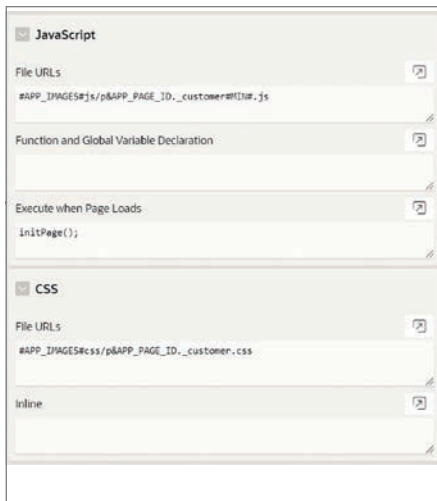 JavaScript
File URLs
#APP_IMAGES#js/p&APP_PAGE_ID._customer#MIN#.js
Function and Global Variable Declaration
Execute when Page Loads
initPage();
CSS
File URLs
#APP_IMAGES#css/p&APP_PAGE_ID._customer.css
Inline